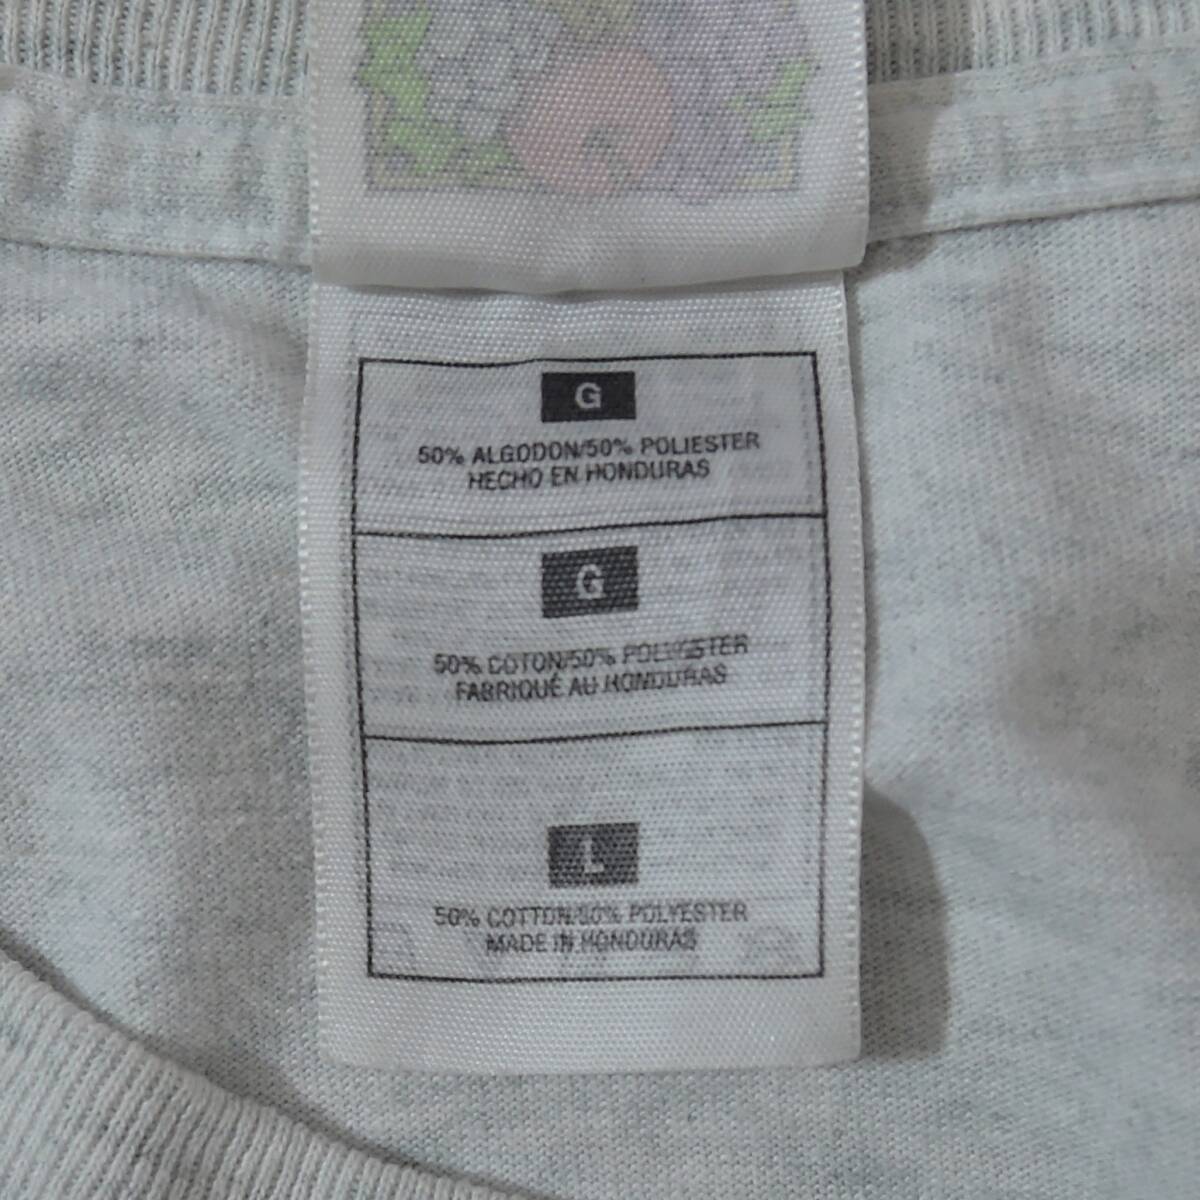 G
50% ALGODON/50% POLIESTER
HECHO EN HONDURAS
G
50% COTON/50% POLYESTER
FABRIQUÉ AU HONDURAS
L
50% COTTON/50% POLYESTER
MADE IN HONDURAS